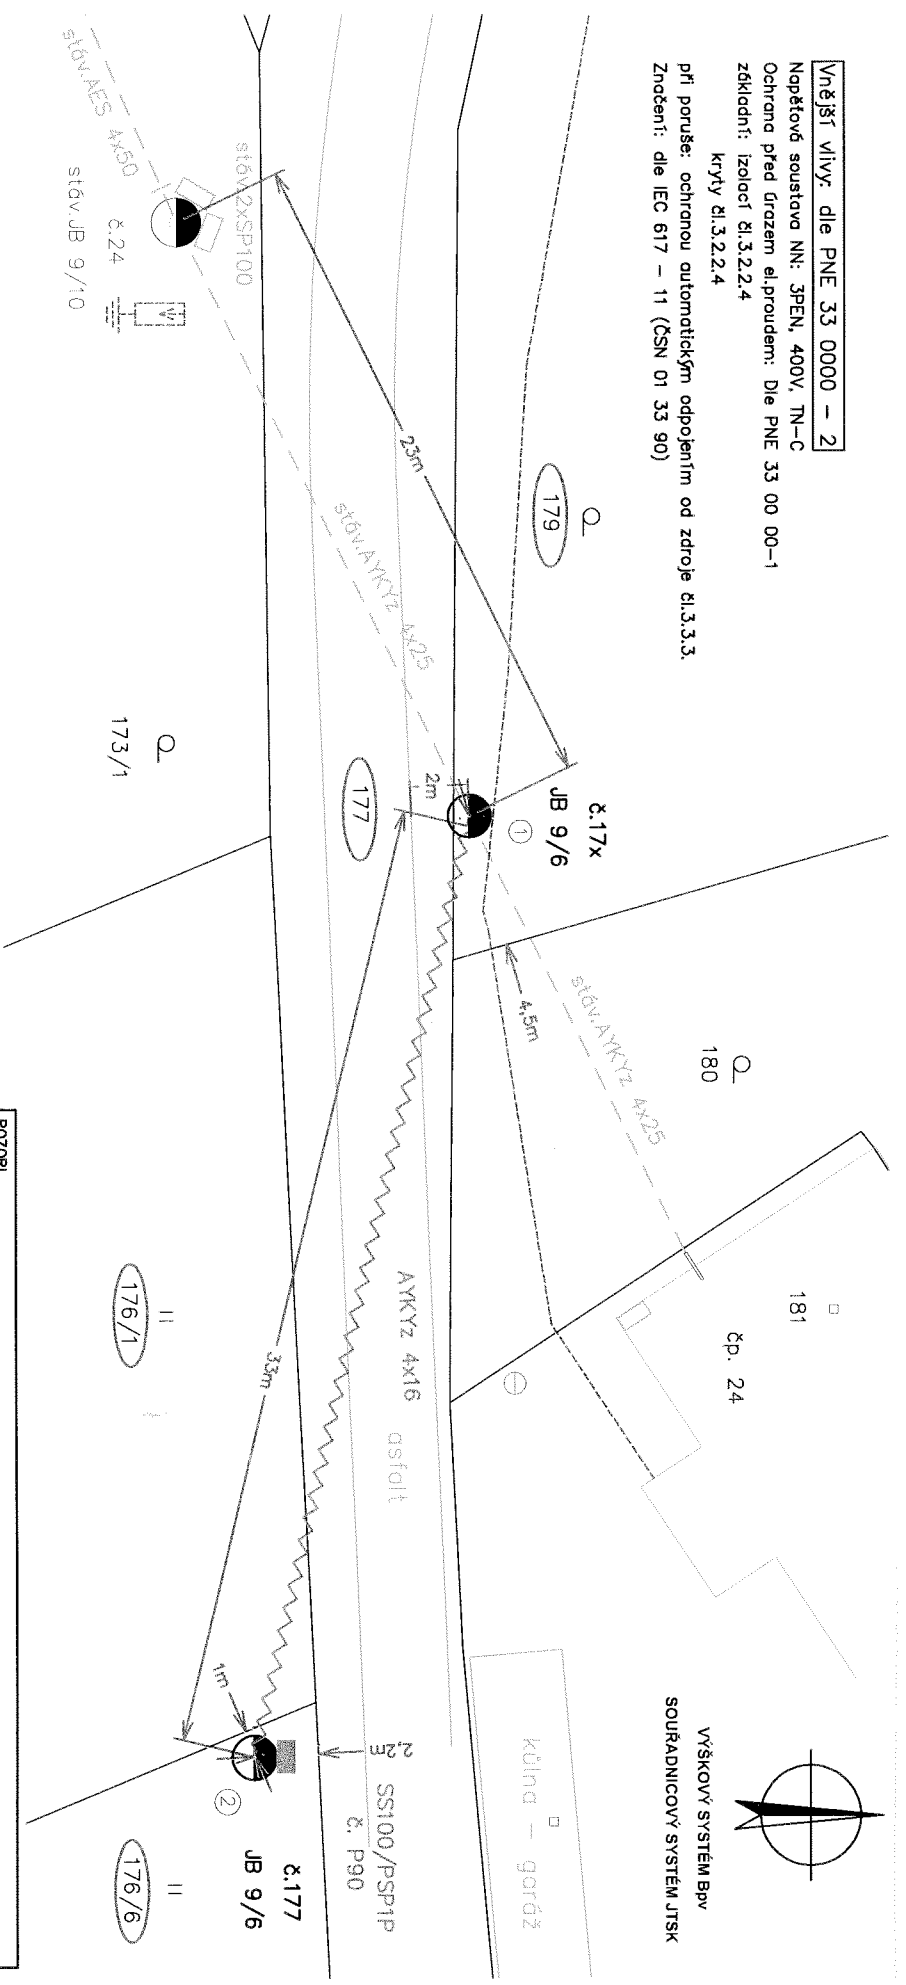 Vnější vlivy: dle PNE 33 0000 - 2
Napěťová soustava NN: 3PEN, 400V, TN-C
Ochrana před úrazem el.proudem: Dle PNE 33 00 00-1
základní: izolací čl.3.2.2.4
kryty čl.3.2.2.4
při poruše: ochranou automatickým odpojením od zdroje čl.3.3.3.
Značení: dle IEC 617 - 11 (ČSN 01 33 90)
stáv.AES 4x50
stáv.2xSP100
č.24
stáv.JB 9/10
23m
stáv.AYKYz 4x25
179
173/1
177
2m
č.17x
JB 9/6
1
4,5m
stáv.AYKYz 4x25
180
181
čp. 24
AYKYz 4x16
asfalt
33m
176/1
1m
2,2m
SS100/PSP1P
č. P90
2
č.177
JB 9/6
176/6
kůlna - garáž
VÝŠKOVÝ SYSTÉM Bpv
SOUŘADNICOVÝ SYSTÉM JTSK